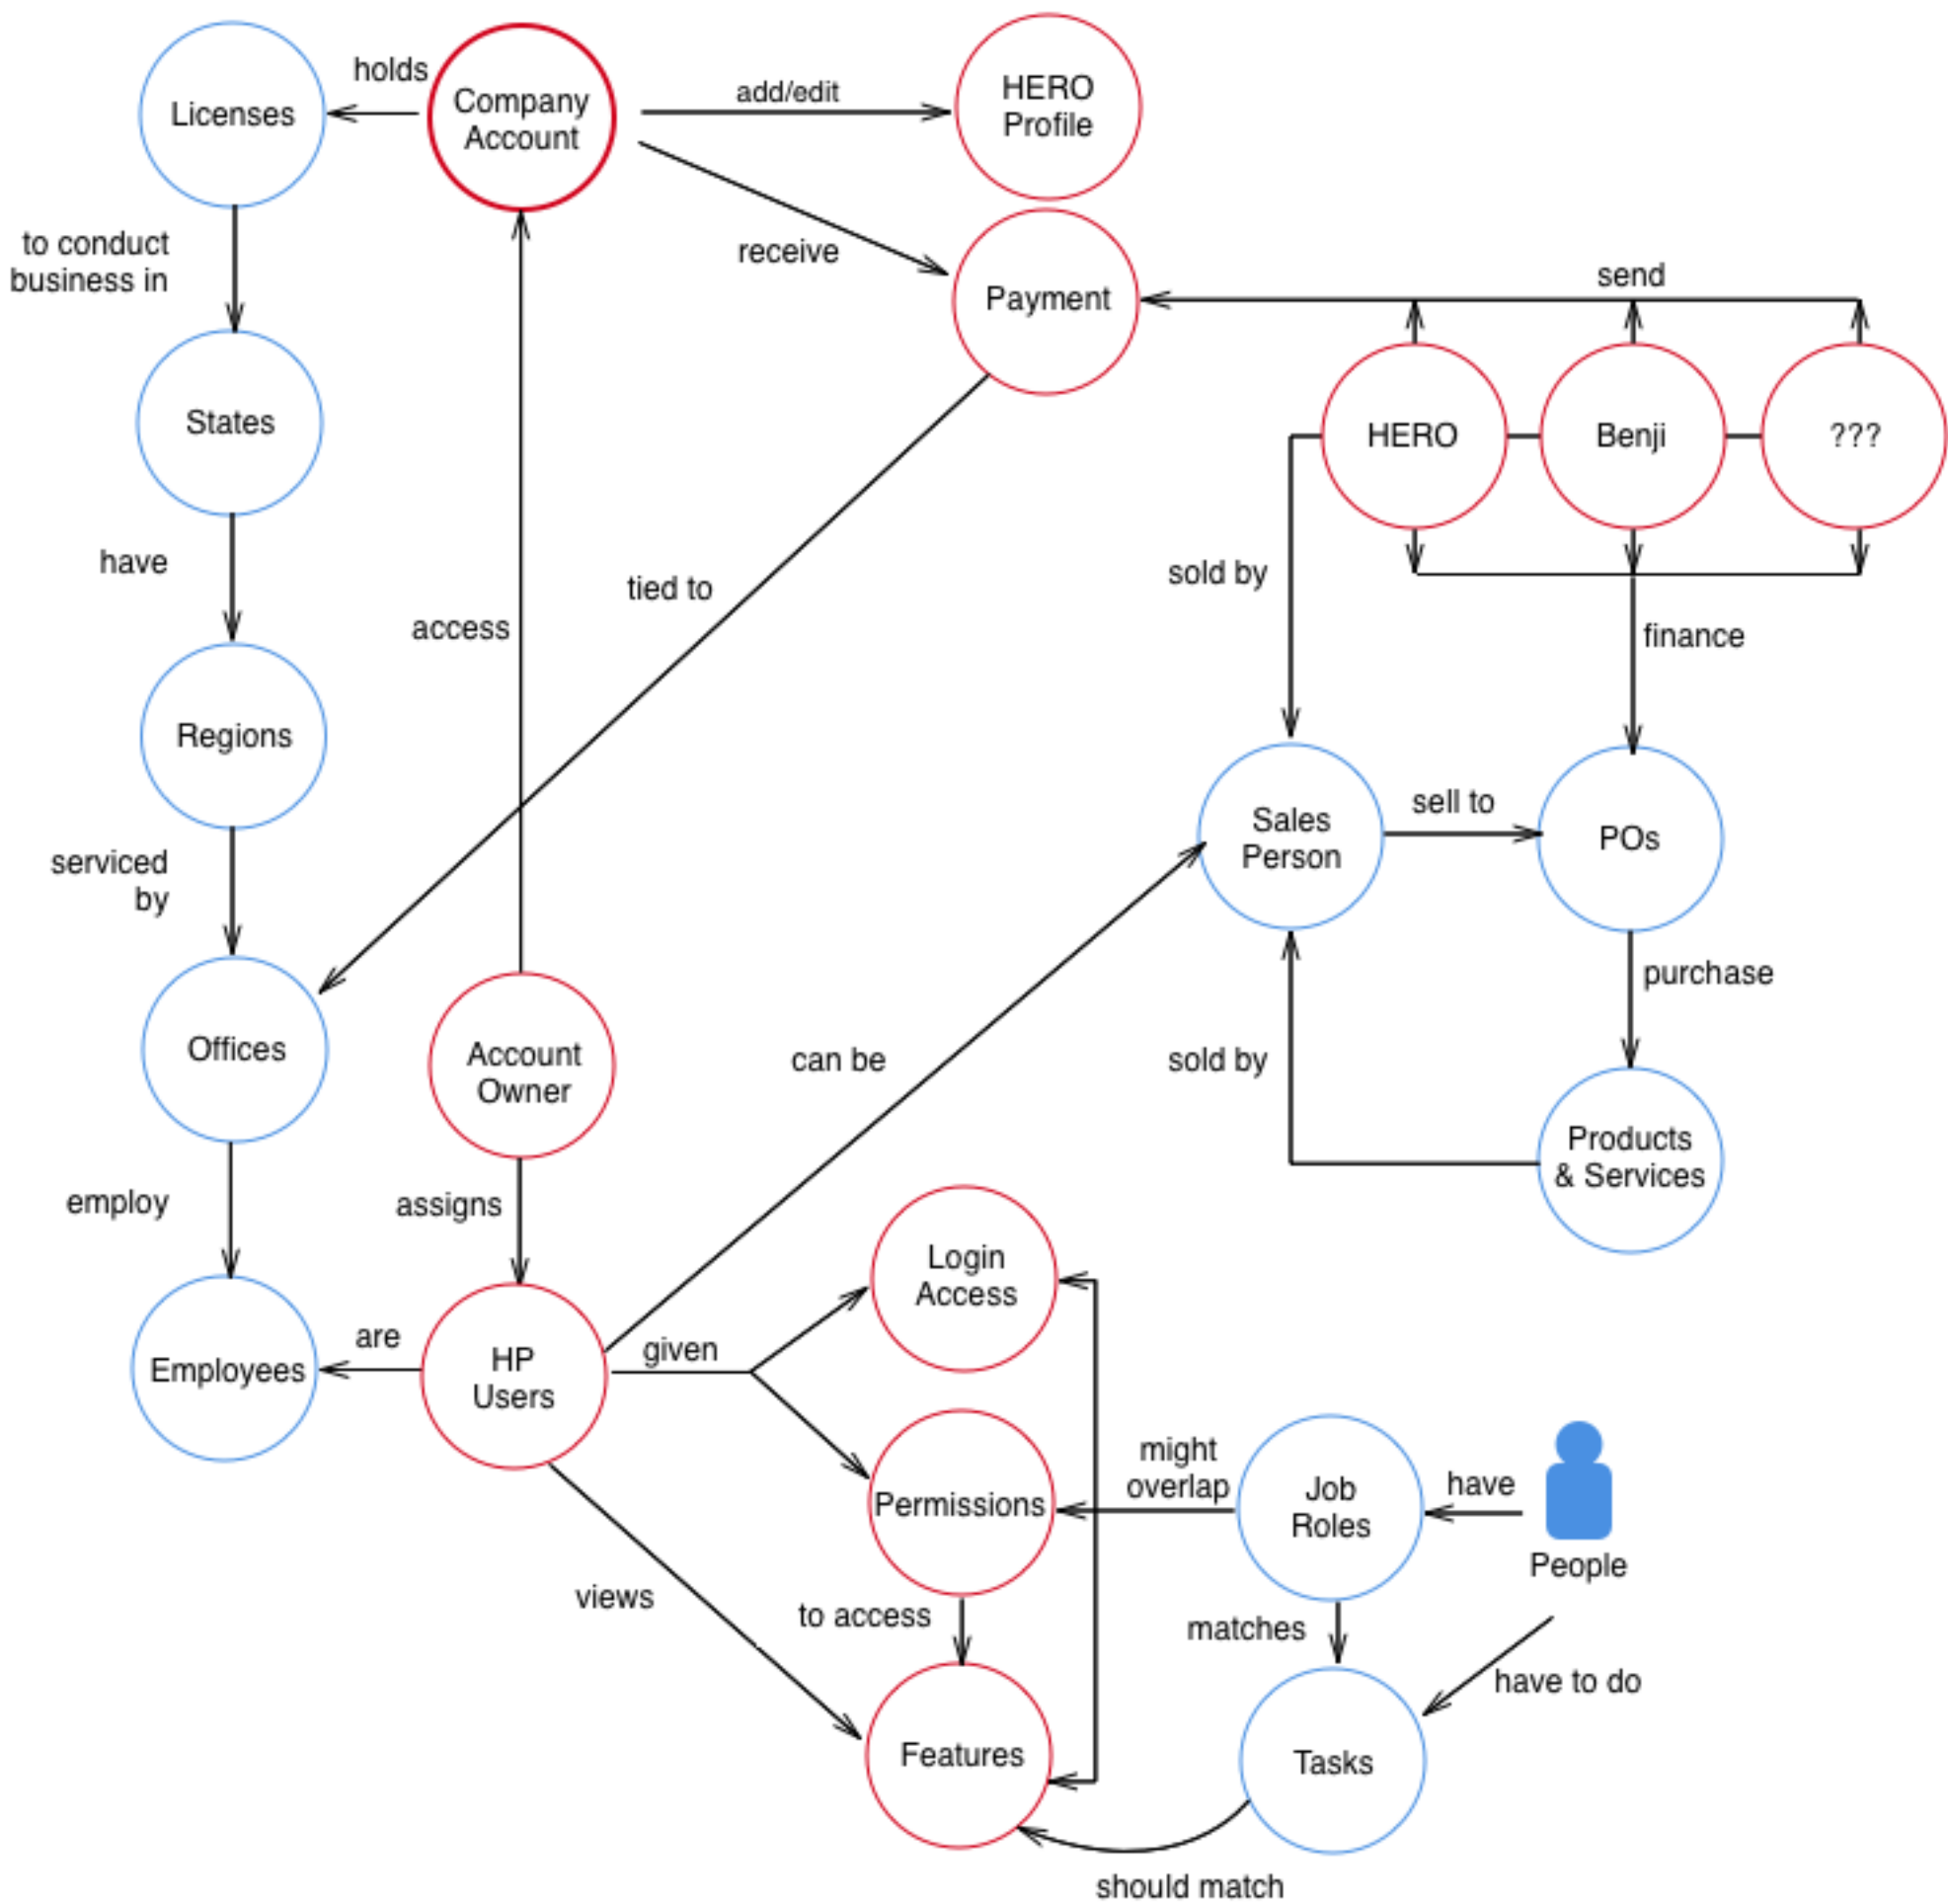 holds
Licenses
Company
Account
add/edit
HERO
Profile
to conduct
business in
receive
Payment
send
States
HERO
Benji
???
have
tied to
access
sold by
finance
Regions
serviced
by
Sales
Person
sell to
POs
Offices
Account
Owner
can be
sold by
purchase
Products
& Services
employ
assigns
Login
Access
Employees
are
HP
Users
given
Permissions
might
overlap
Job
Roles
have
People
views
to access
matches
have to do
Features
Tasks
should match